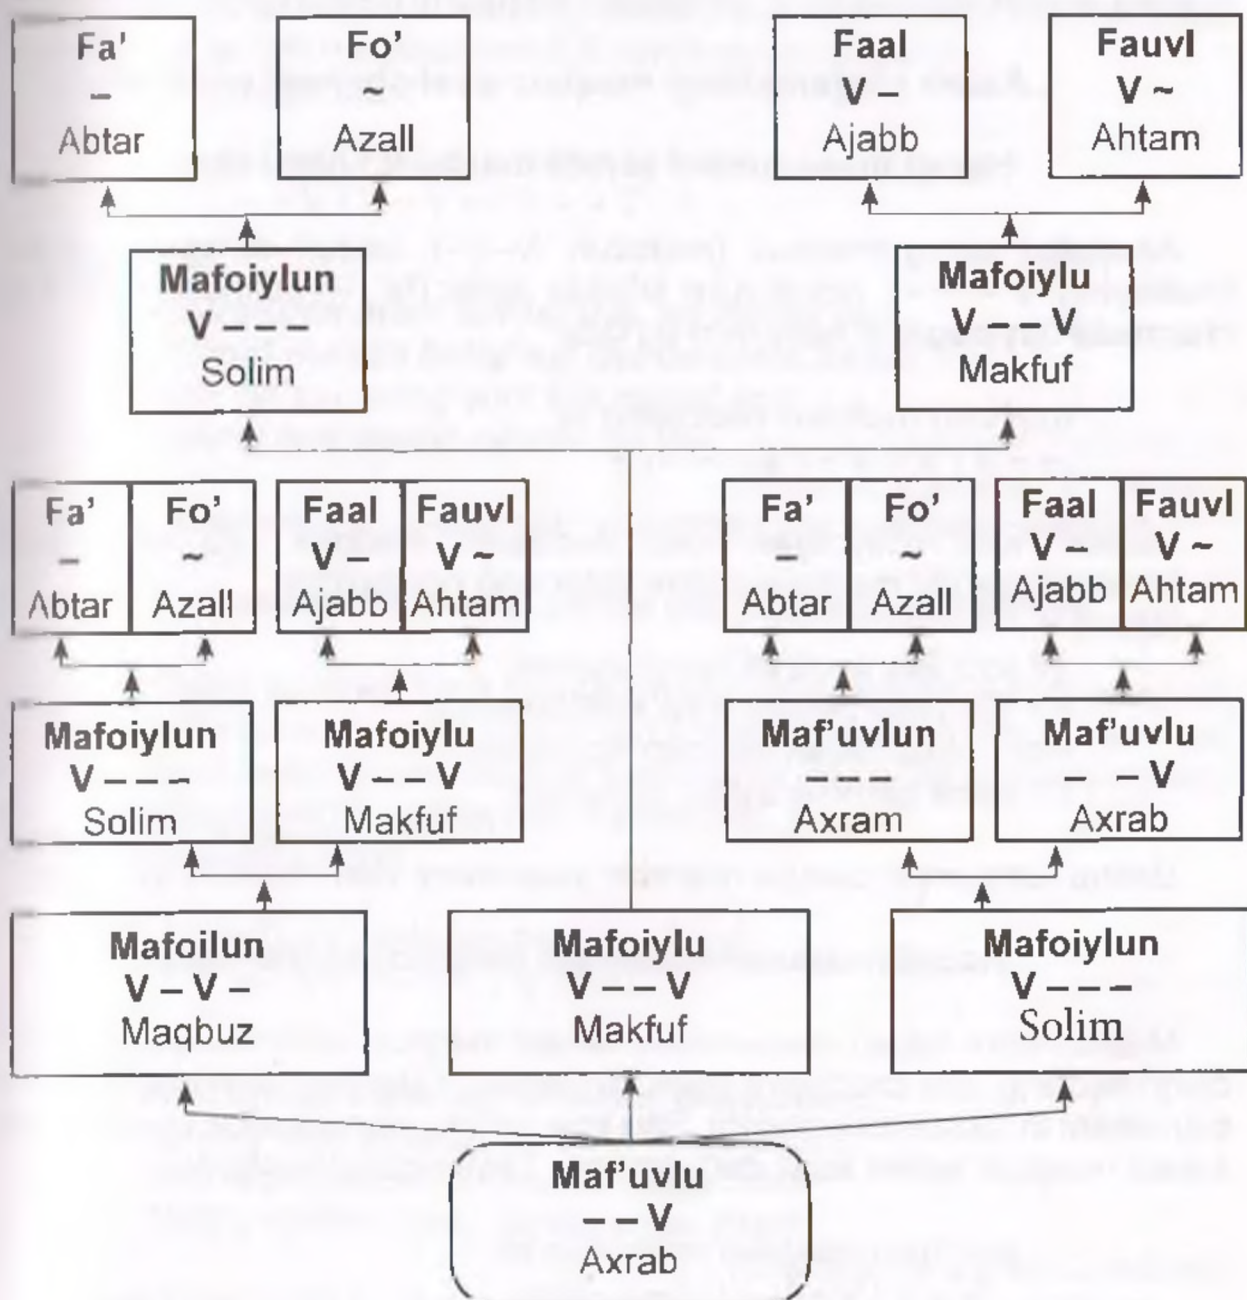 Fa' Fo' Faal Fauvl
– ~ V – V ~
Abtar Azall Ajabb Ahtam
Mafoiylun Mafoiylu
V – – – V – – V
Solim Makfuf
Fa' Fo' Faal Fauvl Fa' Fo' Faal Fauvl
– ~ V – V ~ – ~ V – V ~
Abtar Azall Ajabb Ahtam Abtar Azall Ajabb Ahtam
Mafoiylun Mafoiylu Maf'uvlun Maf'uvlu
V – – – V – – V – – – – – V
Solim Makfuf Axram Axrab
Mafoilun Mafoiylu Mafoiylun
V – V – V – – V V – – –
Maqbuz Makfuf Solim
Maf'uvlu
– – V
Axrab